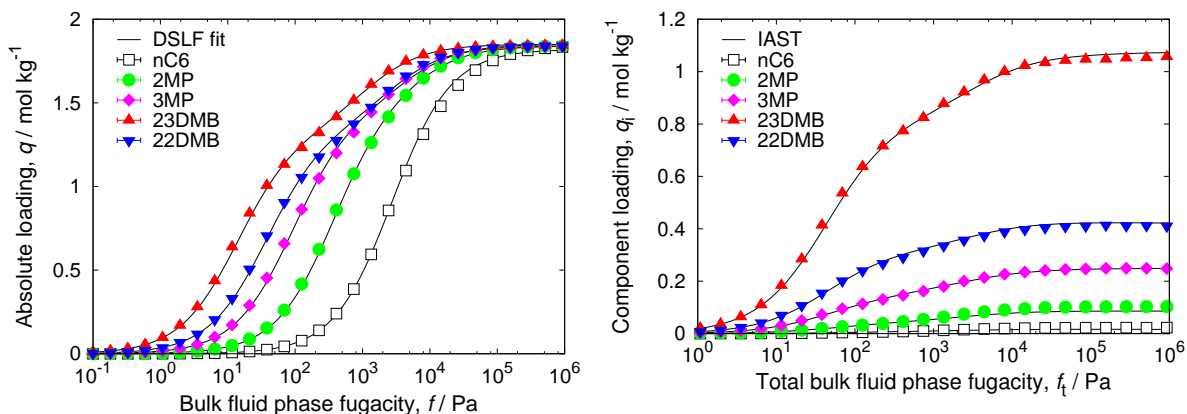 Absolute loading, q / mol kg⁻¹
2
1.5
1
0.5
0
DSLF fit
nC6
2MP
3MP
23DMB
22DMB
10⁻¹ 10⁰ 10¹ 10² 10³ 10⁴ 10⁵ 10⁶
Bulk fluid phase fugacity, f / Pa
Component loading, qᵢ / mol kg⁻¹
1.4
1.2
1
0.8
0.6
0.4
0.2
0
IAST
nC6
2MP
3MP
23DMB
22DMB
10⁰ 10¹ 10² 10³ 10⁴ 10⁵ 10⁶
Total bulk fluid phase fugacity, fₜ / Pa